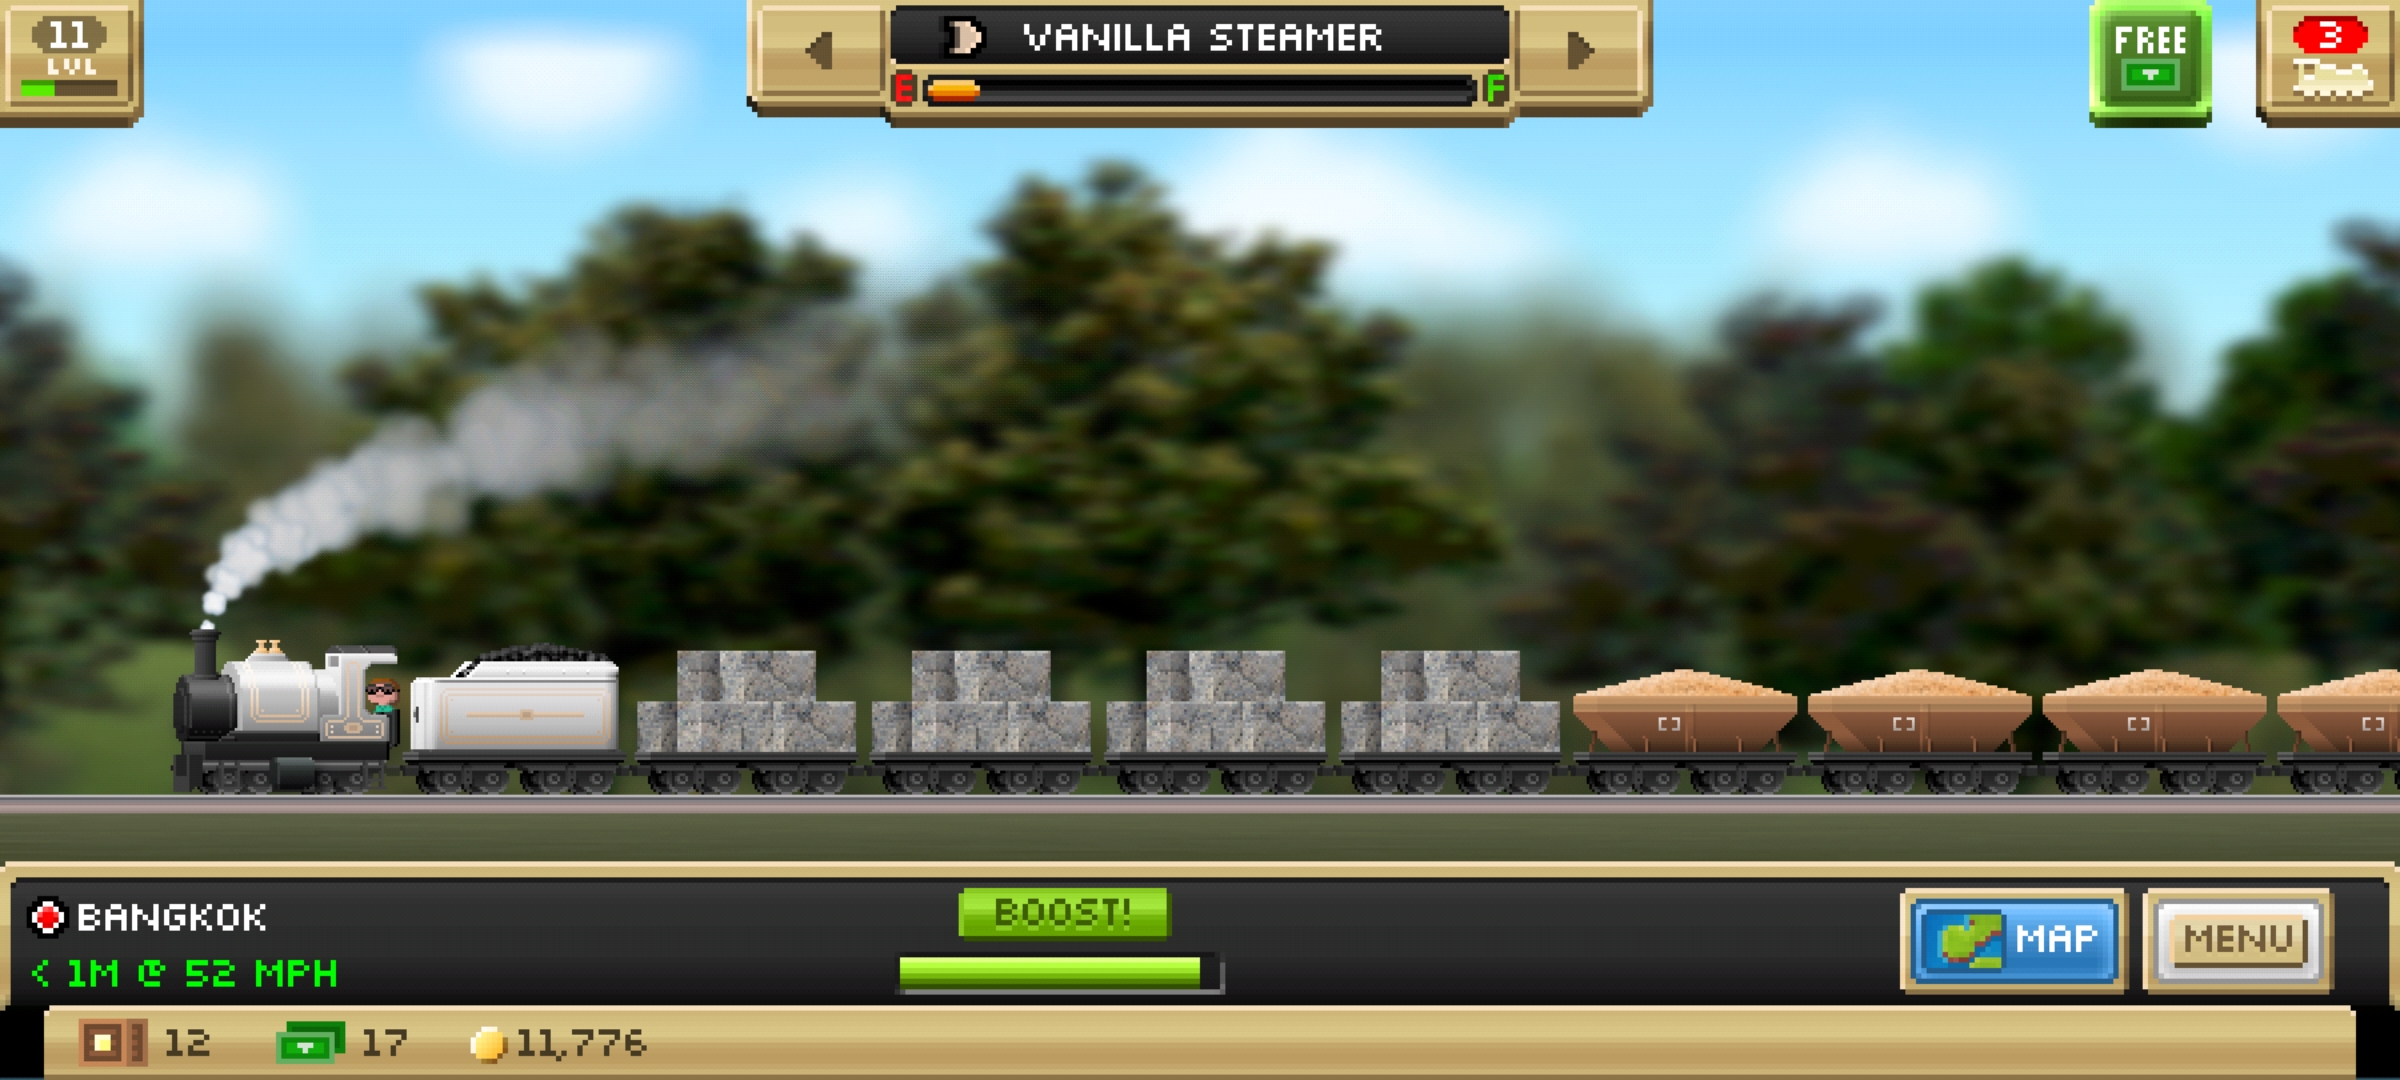 11
LVL
VANILLA STEAMER
E F
FREE
3
BANGKOK
< 1M @ 52 MPH
BOOST!
MAP
MENU
12
17
11,776